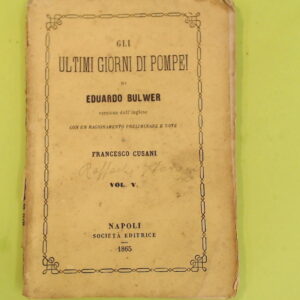 GLI
ULTIMI GIORNI DI POMPEI
DI
EDUARDO BULWER
versione dall'inglese
CON UN RAGIONAMENTO PRELIMINARE E NOTE
DI
FRANCESCO CUSANI
VOL. V.
NAPOLI
SOCIETÀ EDITRICE
1865